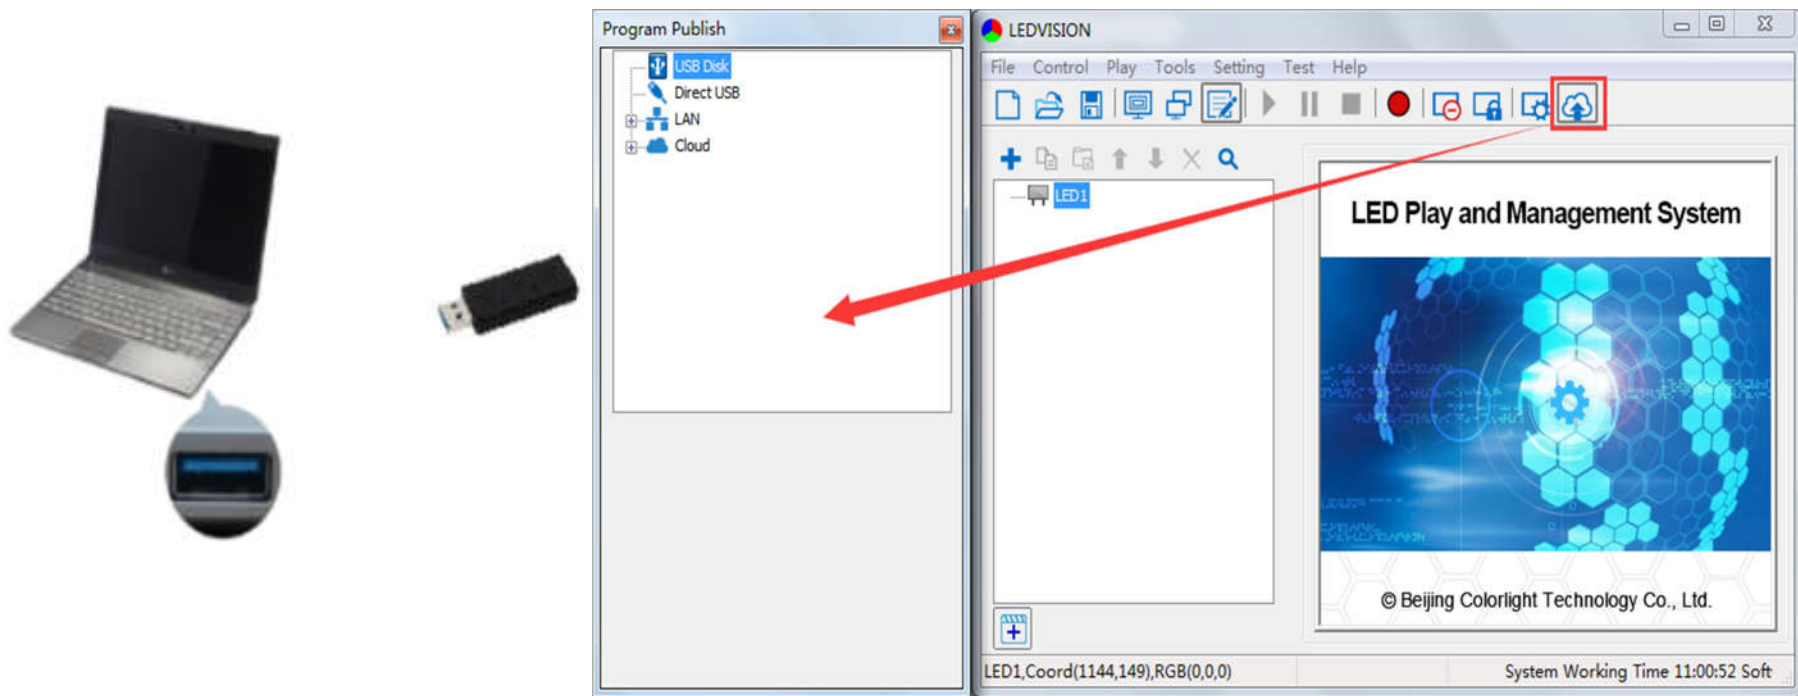 Program Publish
USB Disk
Direct USB
LAN
Cloud
LEDVISION
File Control Play Tools Setting Test Help
LED1
LED Play and Management System
© Beijing Colorlight Technology Co., Ltd.
LED1,Coord(1144,149),RGB(0,0,0)
System Working Time 11:00:52 Soft